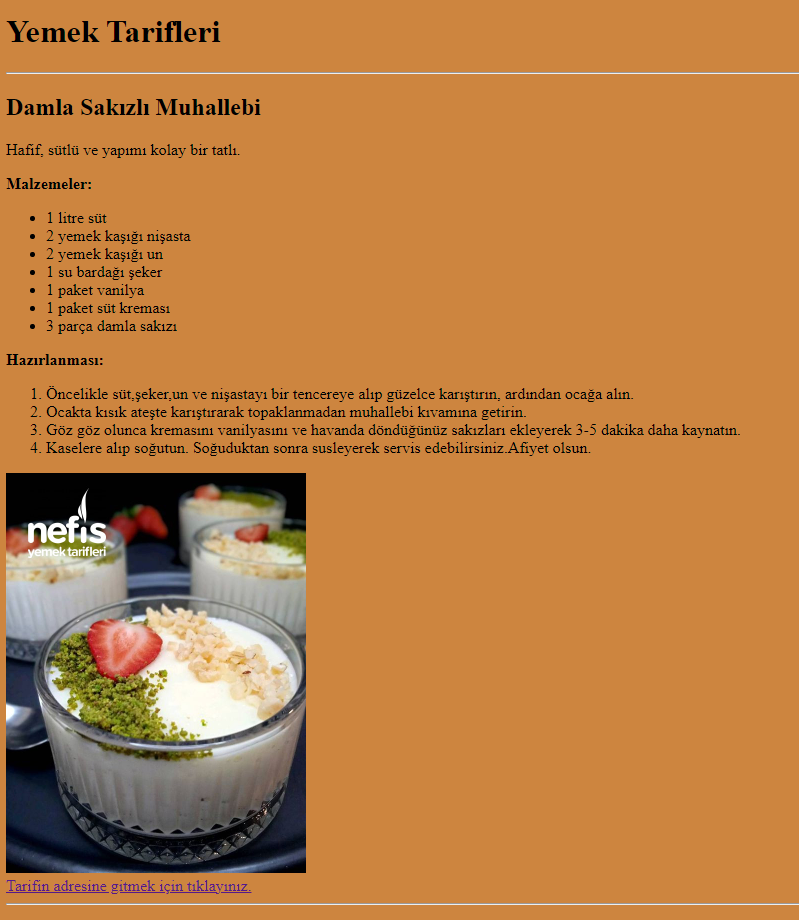 Yemek Tarifleri
Damla Sakızlı Muhallebi
Hafif, sütlü ve yapımı kolay bir tatlı.
Malzemeler:
• 1 litre süt
• 2 yemek kaşığı nişasta
• 2 yemek kaşığı un
• 1 su bardağı şeker
• 1 paket vanilya
• 1 paket süt kreması
• 3 parça damla sakızı
Hazırlanması:
1. Öncelikle süt,şeker,un ve nişastayı bir tencereye alıp güzelce karıştırın, ardından ocağa alın.
2. Ocakta kısık ateşte karıştırarak topaklanmadan muhallebi kıvamına getirin.
3. Göz göz olunca kremasını vanilyasını ve havanda döndüğünüz sakızları ekleyerek 3-5 dakika daha kaynatın.
4. Kaselere alıp soğutun. Soğuduktan sonra susleyerek servis edebilirsiniz.Afiyet olsun.
nefis
yemek tarifleri
Tarifin adresine gitmek için tıklayınız.